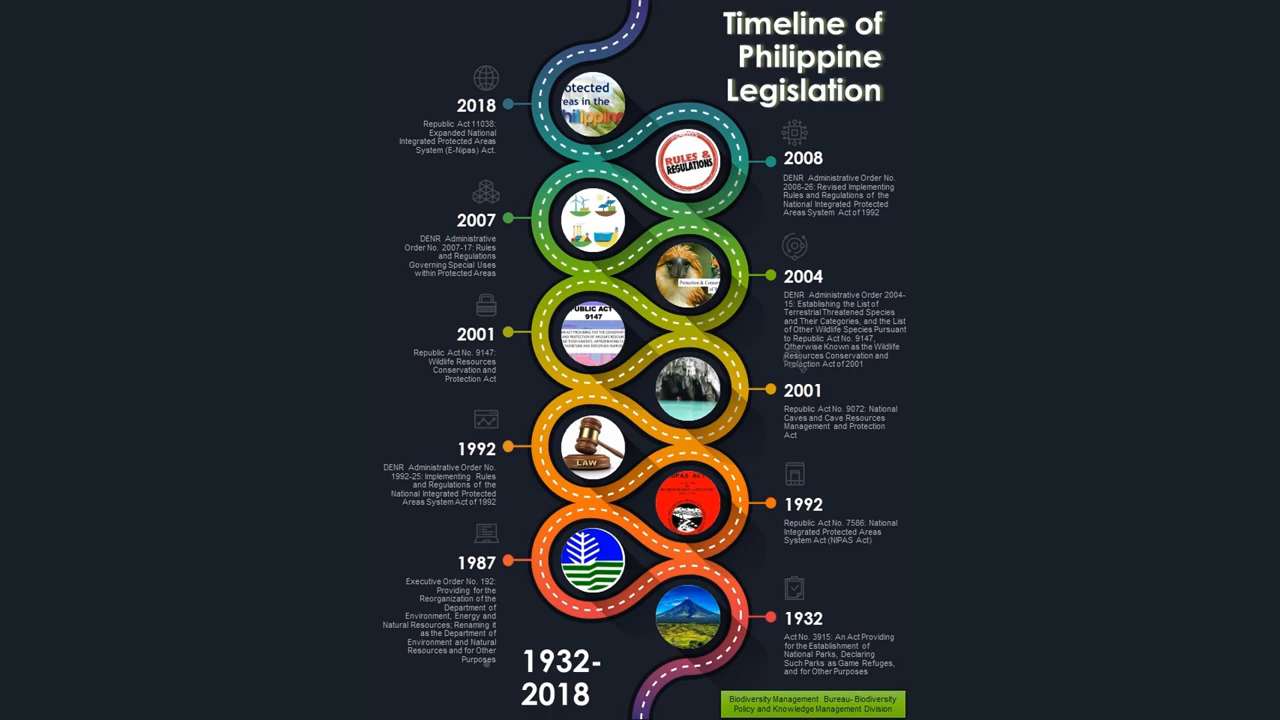 Timeline of
Philippine
Legislation
otected
eas in the
hilippine
2018
Republic Act 11038:
Expanded National
Integrated Protected Areas
System (E-Nipas) Act.
RULES &
REGULATIONS
2008
DENR Administrative Order No.
2008-26: Revised Implementing
Rules and Regulations of the
National Integrated Protected
Areas System Act of 1992
2007
DENR Administrative
Order No. 2007-17: Rules
and Regulations
Governing Special Uses
within Protected Areas
2004
DENR Administrative Order 2004-
15: Establishing the List of
Terrestrial Threatened Species
and Their Categories, and the List
of Other Wildlife Species Pursuant
to Republic Act No. 9147,
Otherwise Known as the Wildlife
Resources Conservation and
Protection Act of 2001
PUBLIC ACT
9147
2001
Republic Act No. 9147:
Wildlife Resources
Conservation and
Protection Act
2001
Republic Act No. 9072: National
Caves and Cave Resources
Management and Protection
Act
LAW
1992
DENR Administrative Order No.
1992-25: Implementing Rules
and Regulations of the
National Integrated Protected
Areas System Act of 1992
1992
Republic Act No. 7586: National
Integrated Protected Areas
System Act (NIPAS Act)
1987
Executive Order No. 192:
Providing for the
Reorganization of the
Department of
Environment, Energy and
Natural Resources; Renaming it
as the Department of
Environment and Natural
Resources and for Other
Purposes
1932
Act No. 3915: An Act Providing
for the Establishment of
National Parks, Declaring
Such Parks as Game Refuges,
and for Other Purposes
1932-
2018
Biodiversity Management Bureau- Biodiversity
Policy and Knowledge Management Division